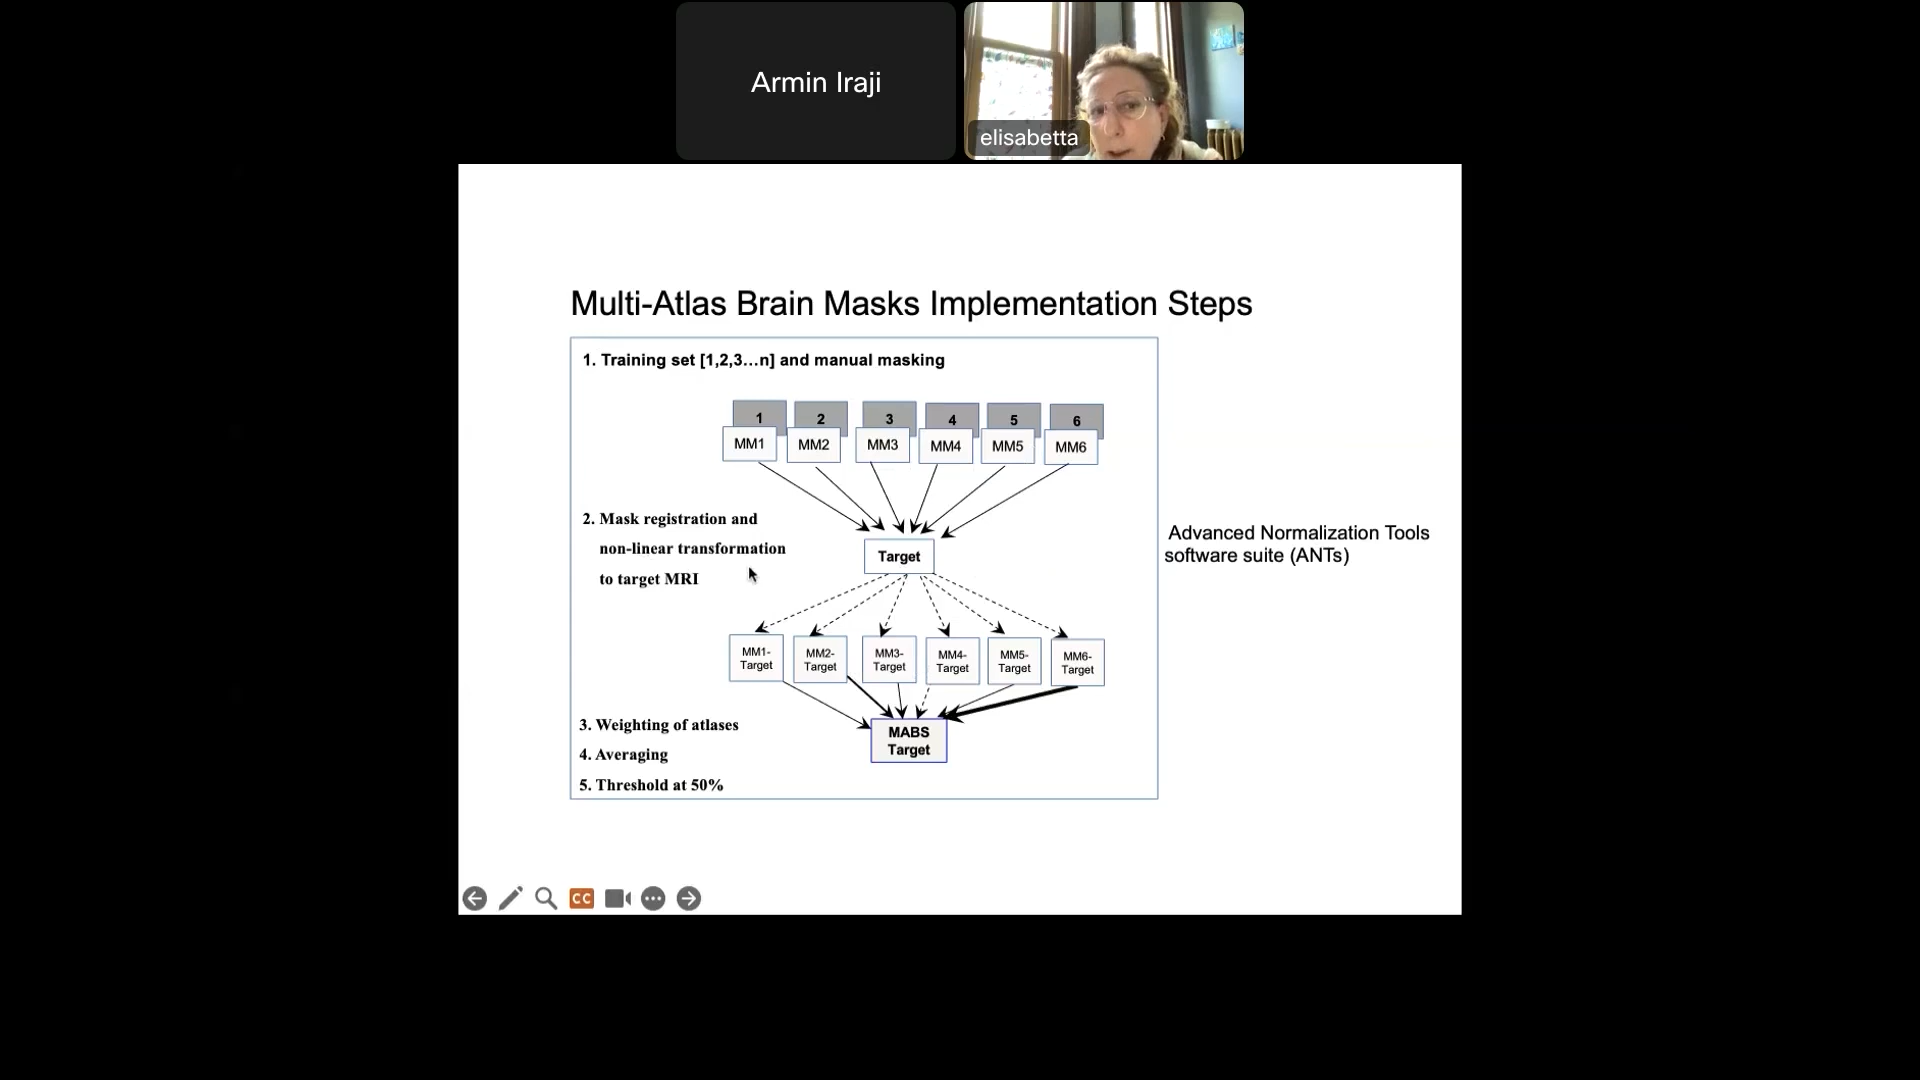 Armin Iraji
elisabetta
Multi-Atlas Brain Masks Implementation Steps
1. Training set [1,2,3...n] and manual masking
1 2 3 4 5 6
MM1 MM2 MM3 MM4 MM5 MM6
2. Mask registration and
non-linear transformation
to target MRI
Target
Advanced Normalization Tools
software suite (ANTs)
MM1- MM2- MM3- MM4- MM5- MM6-
Target Target Target Target Target Target
3. Weighting of atlases
4. Averaging
5. Threshold at 50%
MABS
Target
CC